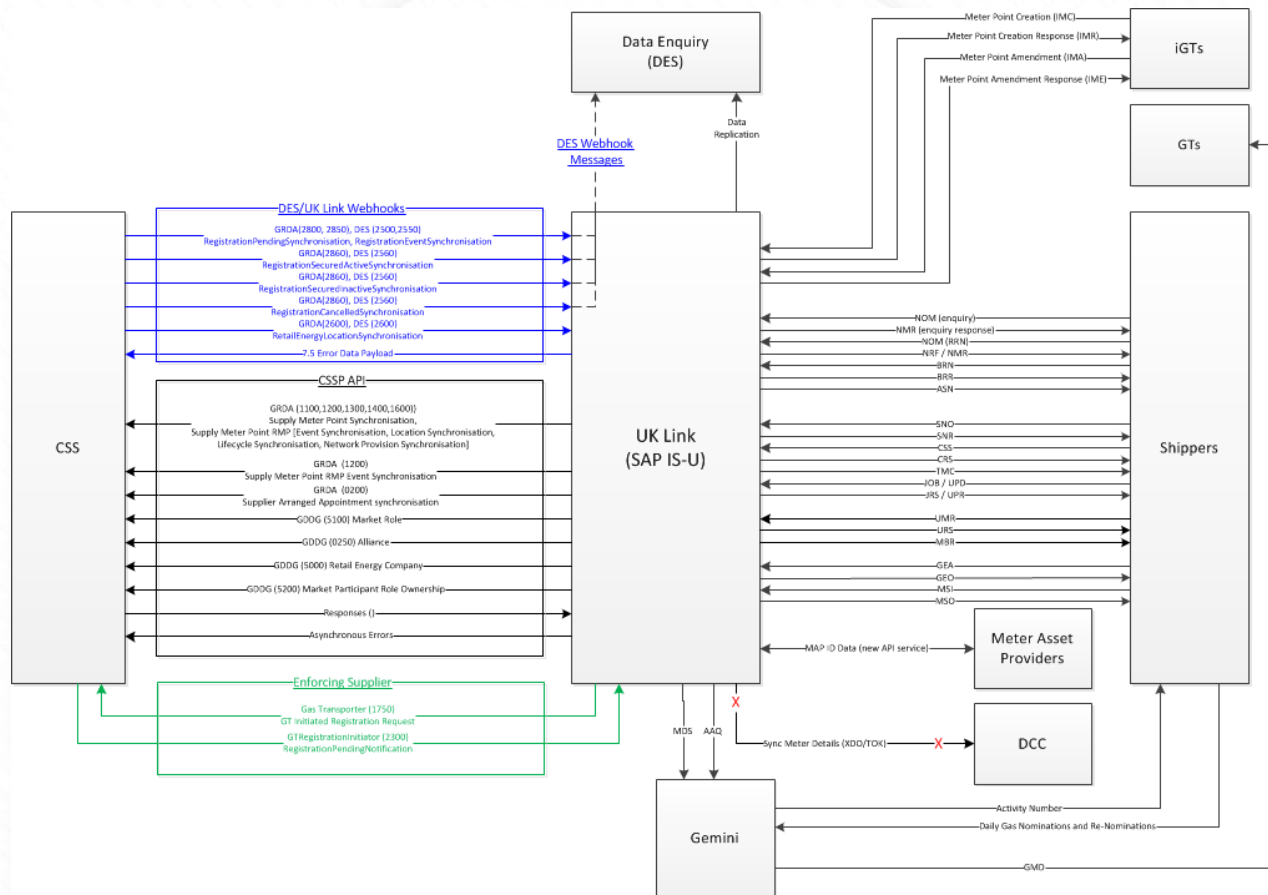 Meter Point Creation (IMC)
Meter Point Creation Response (IMR)
Meter Point Amendment (IMA)
Meter Point Amendment Response (IME)
iGTs
Data Enquiry
(DES)
GTs
Data
Replication
DES Webhook
Messages
DES/UK Link Webhooks
GRDA(2800, 2850), DES (2500,2550)
RegistrationPendingSynchronisation, RegistrationEventSynchronisation
GRDA(2860), DES (2560)
RegistrationSecuredActiveSynchronisation
GRDA(2860), DES (2560)
RegistrationSecuredInactiveSynchronisation
GRDA(2860), DES (2560)
RegistrationCancelledSynchronisation
GRDA(2600), DES (2600)
RetailEnergyLocationSynchronisation
7.5 Error Data Payload
CSSP API
GRDA (1100,1200,1300,1400,1600))
Supply Meter Point Synchronisation,
Supply Meter Point RMP [Event Synchronisation, Location Synchronisation,
Lifecycle Synchronisation, Network Provision Synchronisation]
GRDA (1200)
Supply Meter Point RMP Event Synchronisation
GRDA (0200)
Supplier Arranged Appointment synchronisation
GDDG (5100) Market Role
GDDG (0250) Alliance
GDDG (5000) Retail Energy Company
GDDG (5200) Market Participant Role Ownership
Responses ()
Asynchronous Errors
Enforcing Supplier
Gas Transporter (1750)
GT Initiated Registration Request
GTRegistrationInitiator (2300)
RegistrationPendingNotification
CSS
UK Link
(SAP IS-U)
Shippers
NOM (enquiry)
NMR (enquiry response)
NOM (RRN)
NRF / NMR
BRN
BRR
ASN
SNO
SNR
CSS
CRS
TMC
JOB / UPD
JRS / UPR
UMR
URS
MBR
GEA
GEO
MSI
MSO
MAP ID Data (new API service)
Meter Asset
Providers
X
Sync Meter Details (XDO/TOK)
X
DCC
MDS
AAQ
Gemini
Activity Number
Daily Gas Nominations and Re-Nominations
GMO